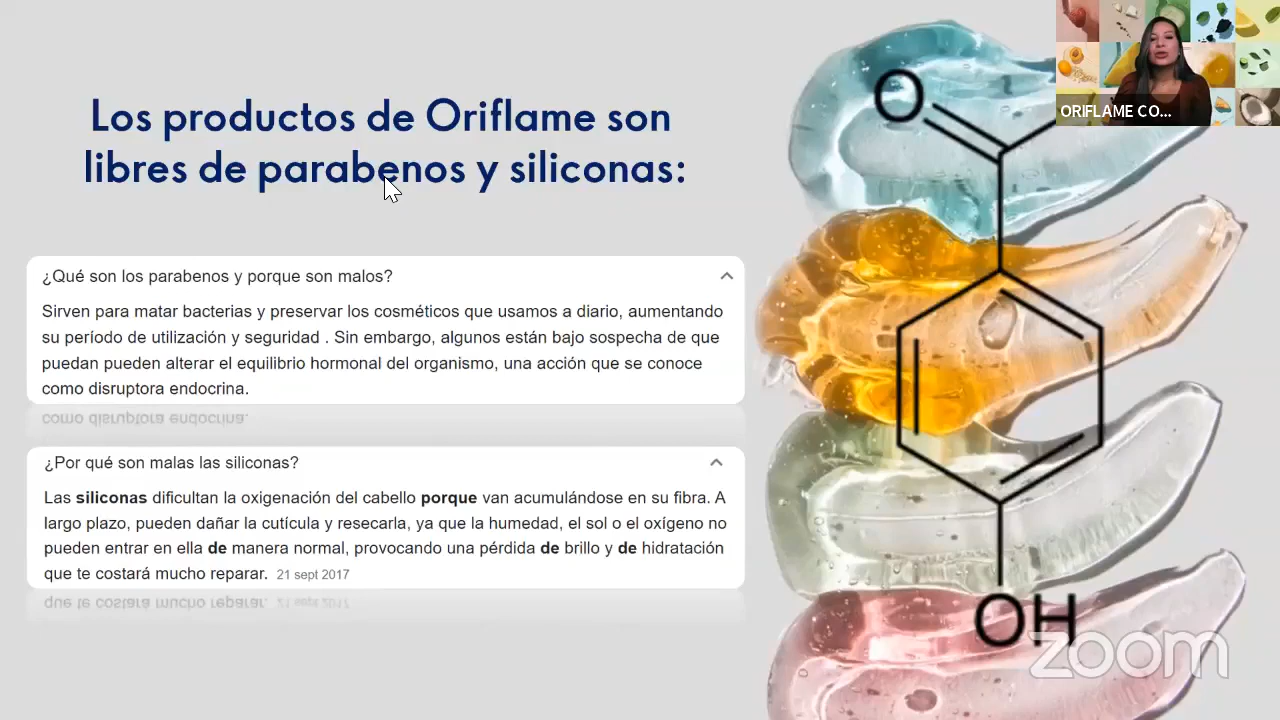 Los productos de Oriflame son
libres de parabenos y siliconas:
¿Qué son los parabenos y porque son malos?
Sirven para matar bacterias y preservar los cosméticos que usamos a diario, aumentando
su período de utilización y seguridad . Sin embargo, algunos están bajo sospecha de que
puedan pueden alterar el equilibrio hormonal del organismo, una acción que se conoce
como disruptora endocrina.
¿Por qué son malas las siliconas?
Las siliconas dificultan la oxigenación del cabello porque van acumulándose en su fibra. A
largo plazo, pueden dañar la cutícula y resecarla, ya que la humedad, el sol o el oxígeno no
pueden entrar en ella de manera normal, provocando una pérdida de brillo y de hidratación
que te costará mucho reparar. 21 sept 2017
ORIFLAME CO...
O
OH
zoom